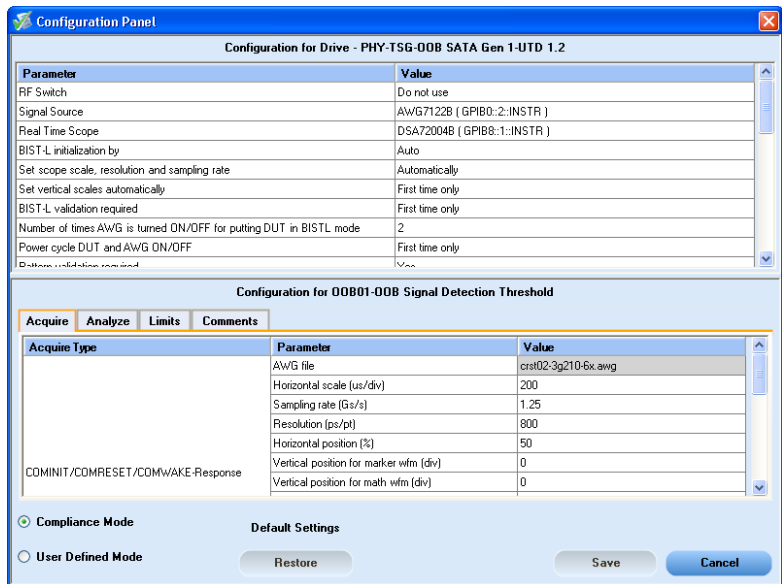 Configuration Panel
Configuration for Drive - PHY-TSG-OOB SATA Gen 1-UTD 1.2
Parameter Value
RF Switch Do not use
Signal Source AWG7122B ( GPIB0::2::INSTR )
Real Time Scope DSA72004B ( GPIB8::1::INSTR )
BIST-L initialization by Auto
Set scope scale, resolution and sampling rate Automatically
Set vertical scales automatically First time only
BIST-L validation required First time only
Number of times AWG is turned ON/OFF for putting DUT in BISTL mode 2
Power cycle DUT and AWG ON/OFF First time only
Pattern validation required Yes
Configuration for OOB01-OOB Signal Detection Threshold
Acquire Analyze Limits Comments
Acquire Type Parameter Value
AWG file crst02-3g210-6x.awg
Horizontal scale (us/div) 200
Sampling rate (Gs/s) 1.25
Resolution (ps/pt) 800
Horizontal position (%) 50
Vertical position for marker wfm (div) 0
COMINIT/COMRESET/COMWAKE-Response Vertical position for math wfm (div) 0
Compliance Mode Default Settings
User Defined Mode Restore Save Cancel